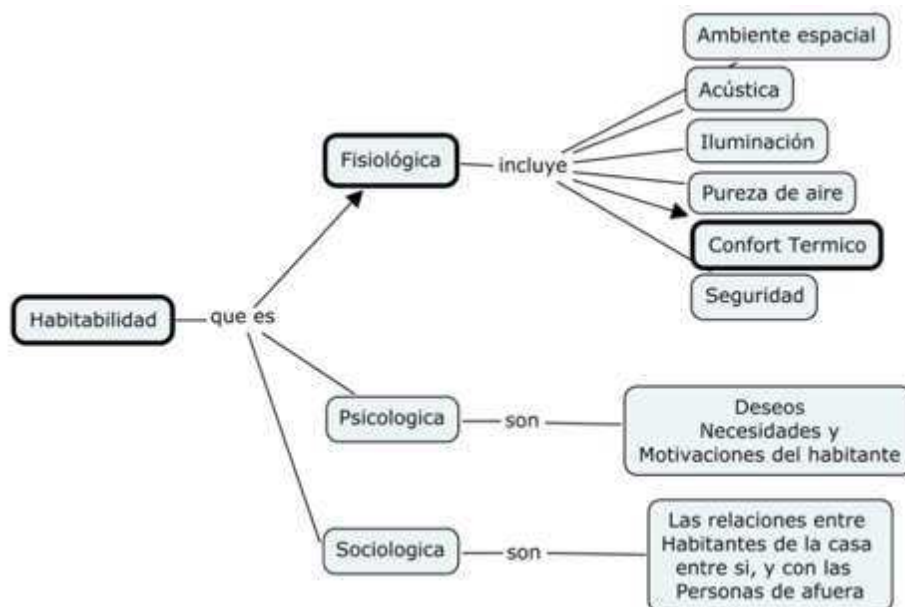 Ambiente espacial
Acústica
Iluminación
Fisiológica
incluye
Pureza de aire
Confort Termico
Seguridad
Habitabilidad
que es
Psicologica
son
Deseos
Necesidades y
Motivaciones del habitante
Sociologica
son
Las relaciones entre
Habitantes de la casa
entre si, y con las
Personas de afuera